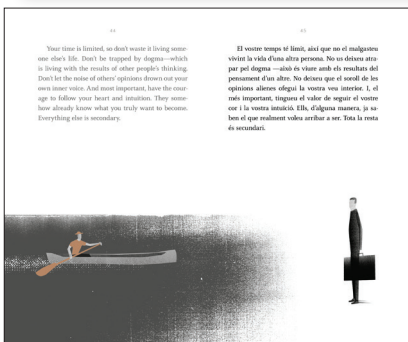 44
Your time is limited, so don't waste it living some-
one else's life. Don't be trapped by dogma—which
is living with the results of other people's thinking.
Don't let the noise of others' opinions drown out your
own inner voice. And most important, have the cour-
age to follow your heart and intuition. They some-
how already know what you truly want to become.
Everything else is secondary.
45
El vostre temps té límit, així que no el malgasteu
vivint la vida d'una altra persona. No us deixeu atra-
par pel dogma —això és viure amb els resultats del
pensament d'un altre. No deixeu que el soroll de les
opinions alienes ofegui la vostra veu interior. I, el
més important, tingueu el valor de seguir el vostre
cor i la vostra intuïció. Ells, d'alguna manera, ja sa-
ben el que realment voleu arribar a ser. Tota la resta
és secundari.